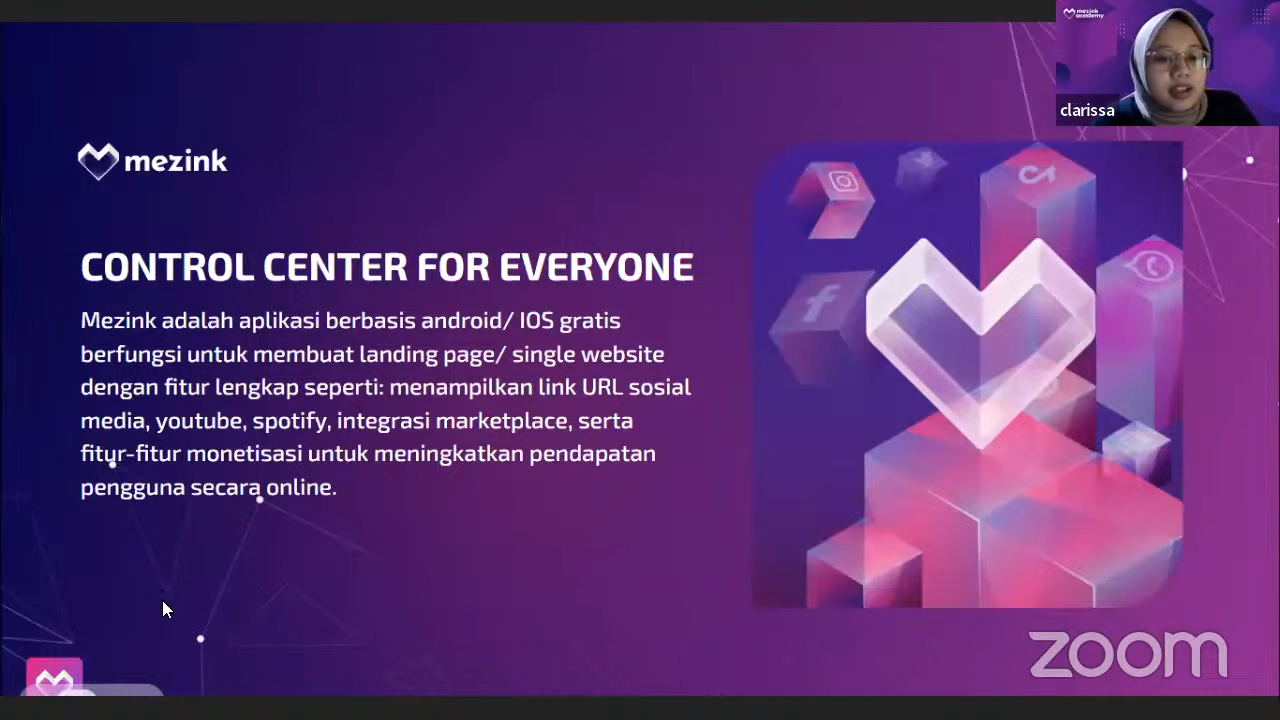 mezink
academy
clarissa
mezink
CONTROL CENTER FOR EVERYONE
Mezink adalah aplikasi berbasis android/ IOS gratis
berfungsi untuk membuat landing page/ single website
dengan fitur lengkap seperti: menampilkan link URL sosial
media, youtube, spotify, integrasi marketplace, serta
fitur-fitur monetisasi untuk meningkatkan pendapatan
pengguna secara online.
zoom